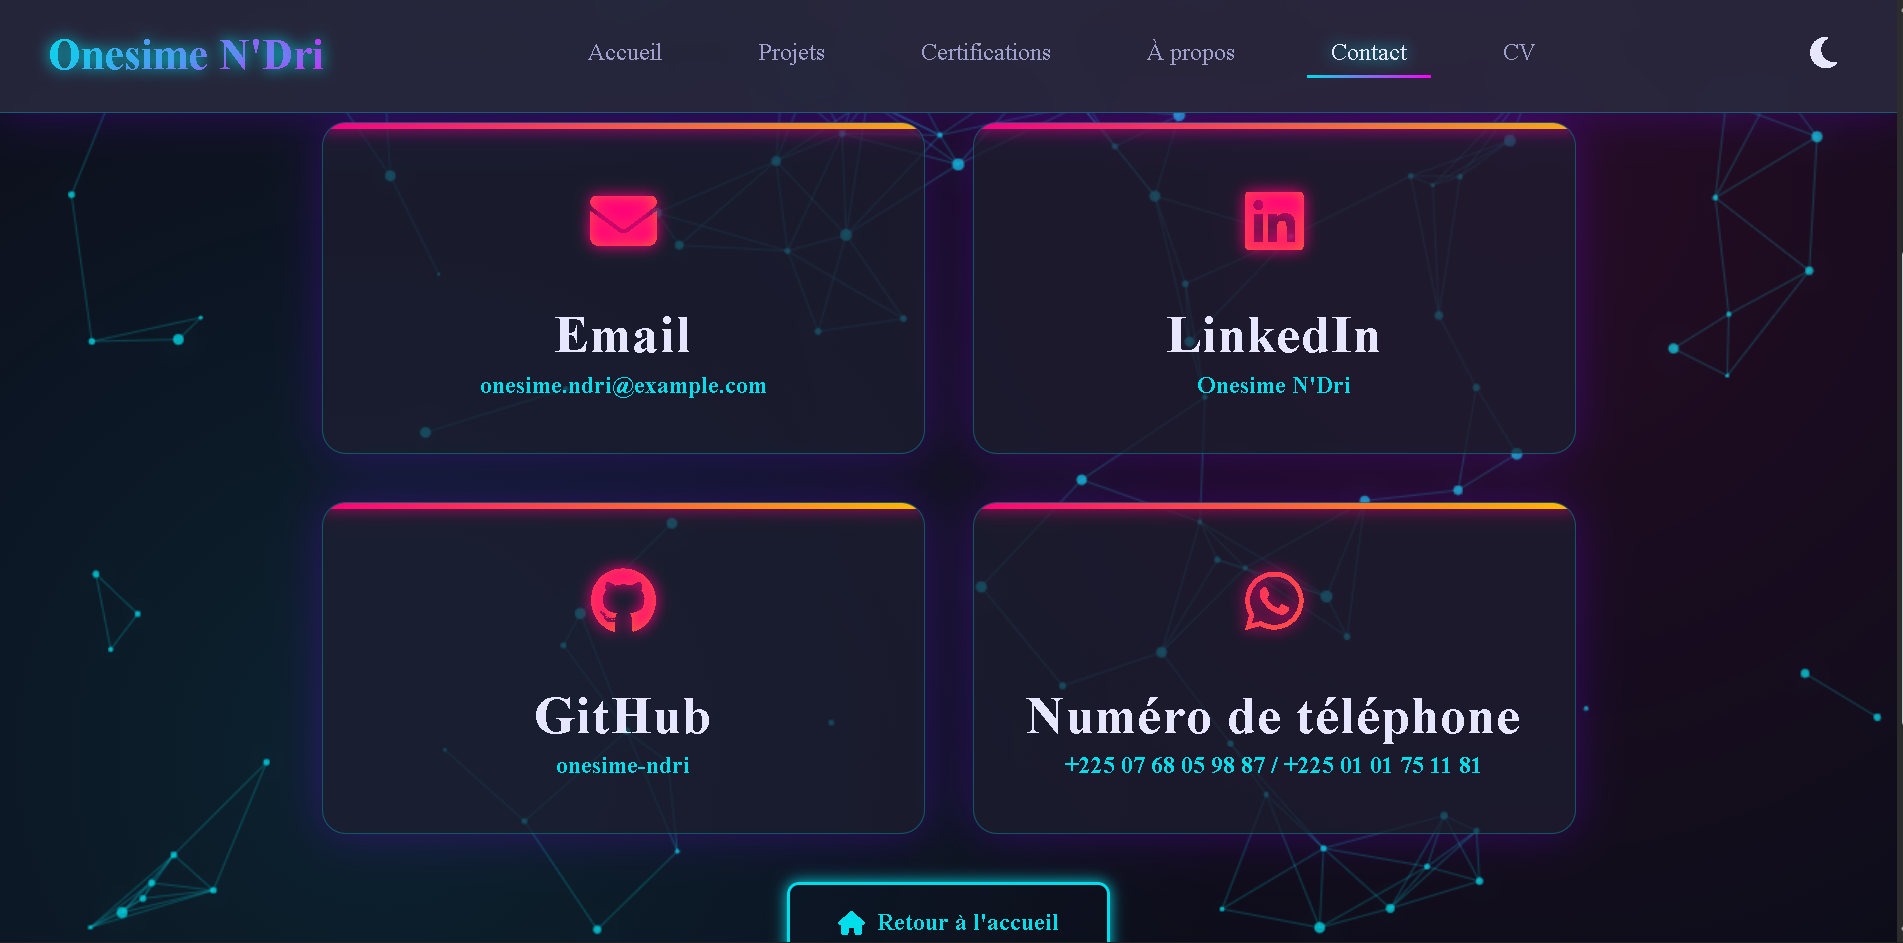 Onesime N'Dri
Accueil
Projets
Certifications
À propos
Contact
CV
Email
onesime.ndri@example.com
LinkedIn
Onesime N'Dri
GitHub
onesime-ndri
Numéro de téléphone
+225 07 68 05 98 87 / +225 01 01 75 11 81
Retour à l'accueil